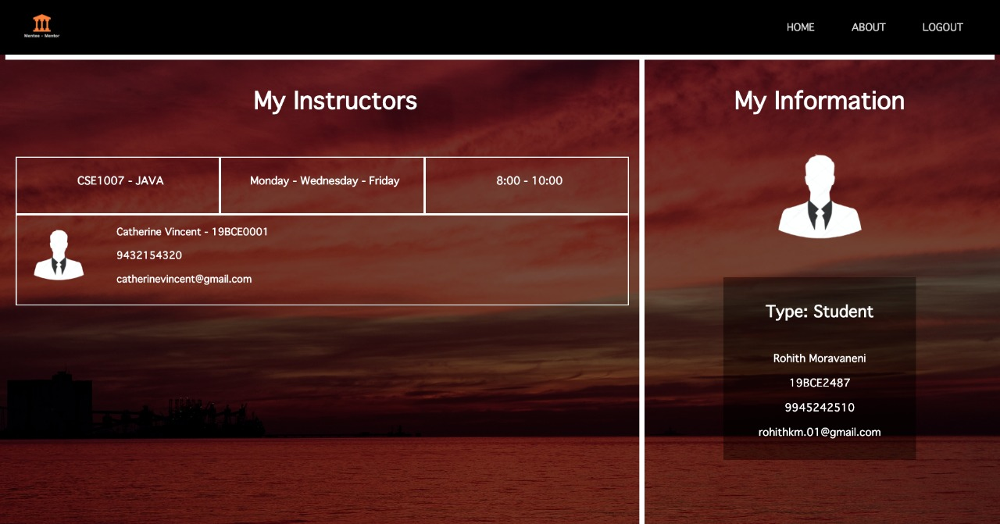 Mentee - Mentor
HOME
ABOUT
LOGOUT
My Instructors
CSE1007 - JAVA
Monday - Wednesday - Friday
8:00 - 10:00
Catherine Vincent - 19BCE0001
9432154320
catherinevincent@gmail.com
My Information
Type: Student
Rohith Moravaneni
19BCE2487
9945242510
rohithkm.01@gmail.com